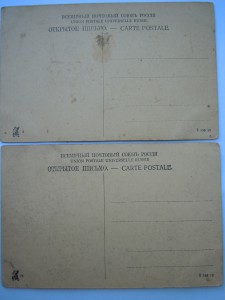 ВСЕМІРНЫЙ ПОЧТОВЫЙ СОЮЗЪ. РОССІЯ
UNION POSTALE UNIVERSELLE RUSSIE
ОТКРЫТОЕ ПИСЬМО. — CARTE POSTALE.
ВСЕМІРНЫЙ ПОЧТОВЫЙ СОЮЗЪ. РОССІЯ
UNION POSTALE UNIVERSELLE RUSSIE
ОТКРЫТОЕ ПИСЬМО. — CARTE POSTALE.